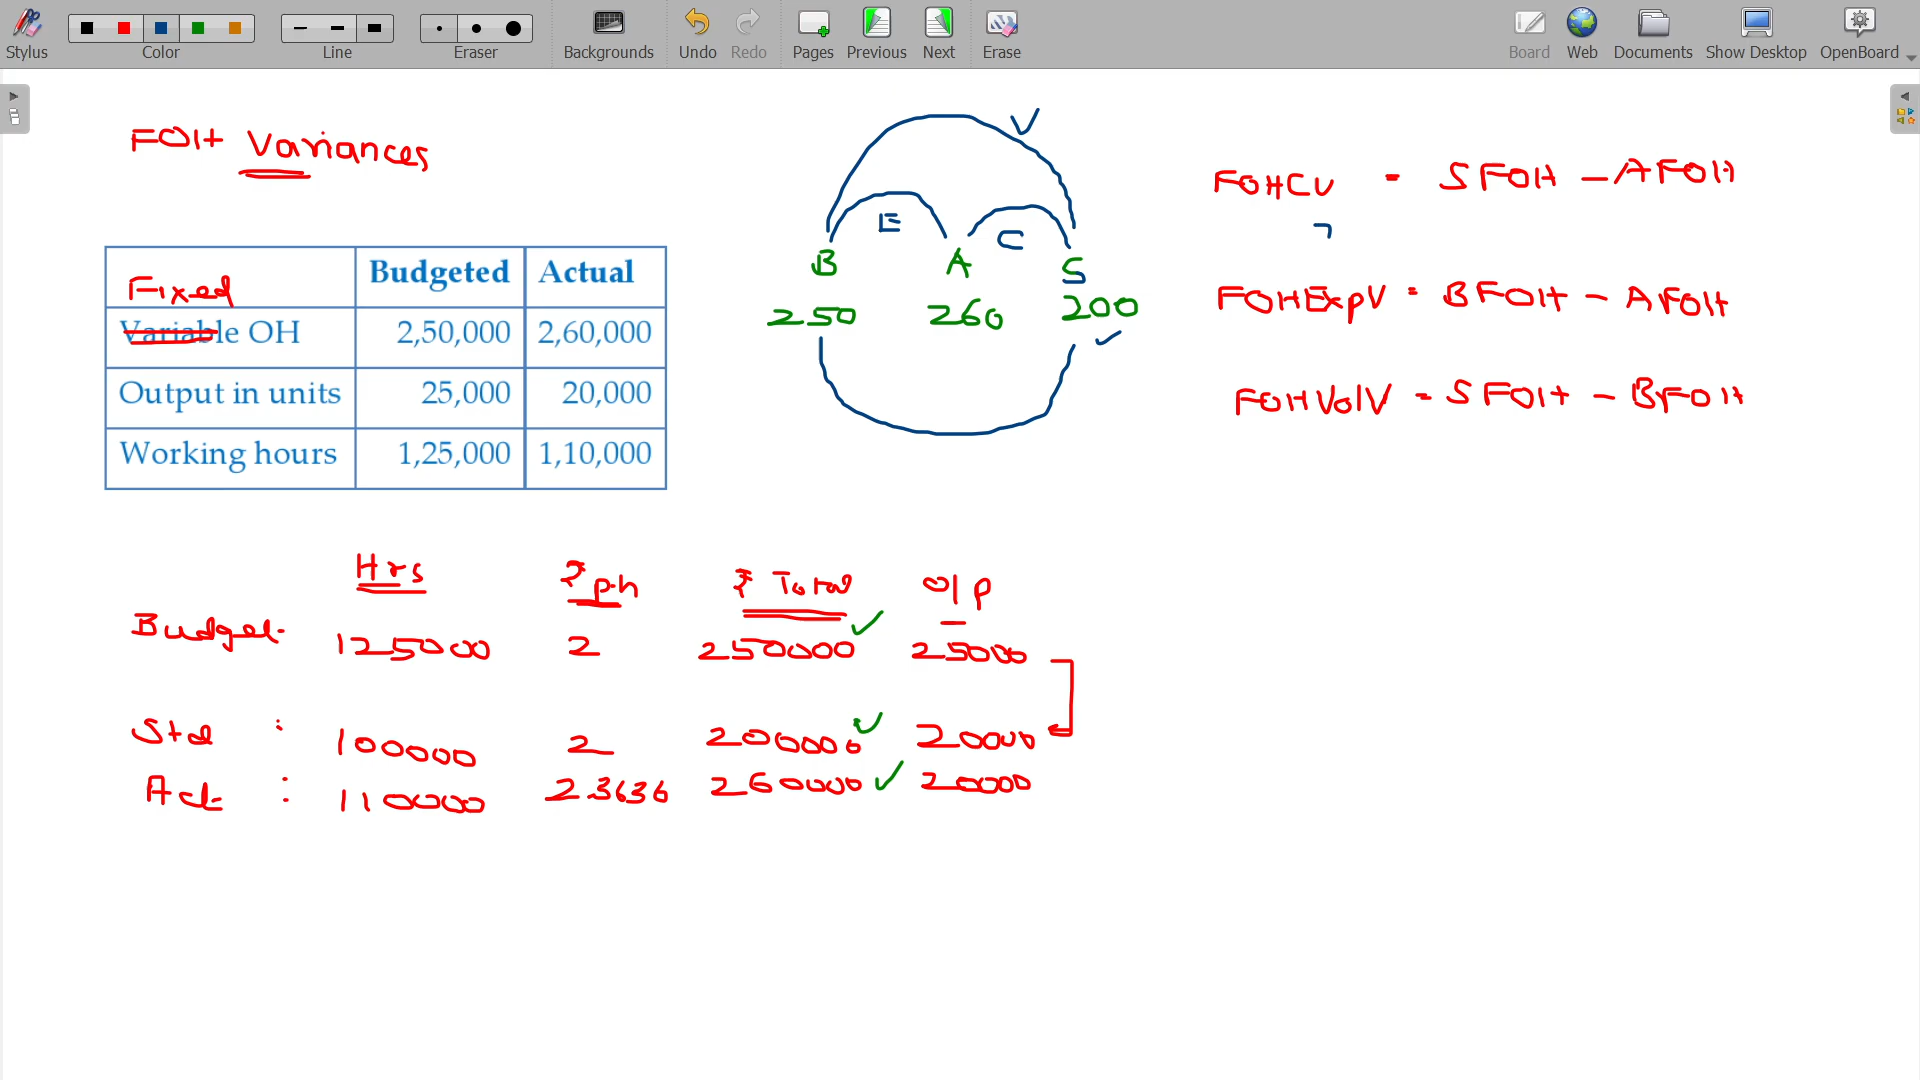 Stylus Color Line Eraser Backgrounds Undo Redo Pages Previous Next Erase Board Web Documents Show Desktop OpenBoard
FOH Variances
Budgeted Actual
Fixed
Variable OH 2,50,000 2,60,000
Output in units 25,000 20,000
Working hours 1,25,000 1,10,000
V
E C
B A S
250 260 200
FOHCV = SFOH - AFOH
FOHExpV = BFOH - AFOH
FOHVolV = SFOH - BFOH
Hrs ₹ ph ₹ Total O/P
Budget 125000 2 250000 25000
Std : 100000 2 200000 20000
Act : 110000 2.3636 260000 20000